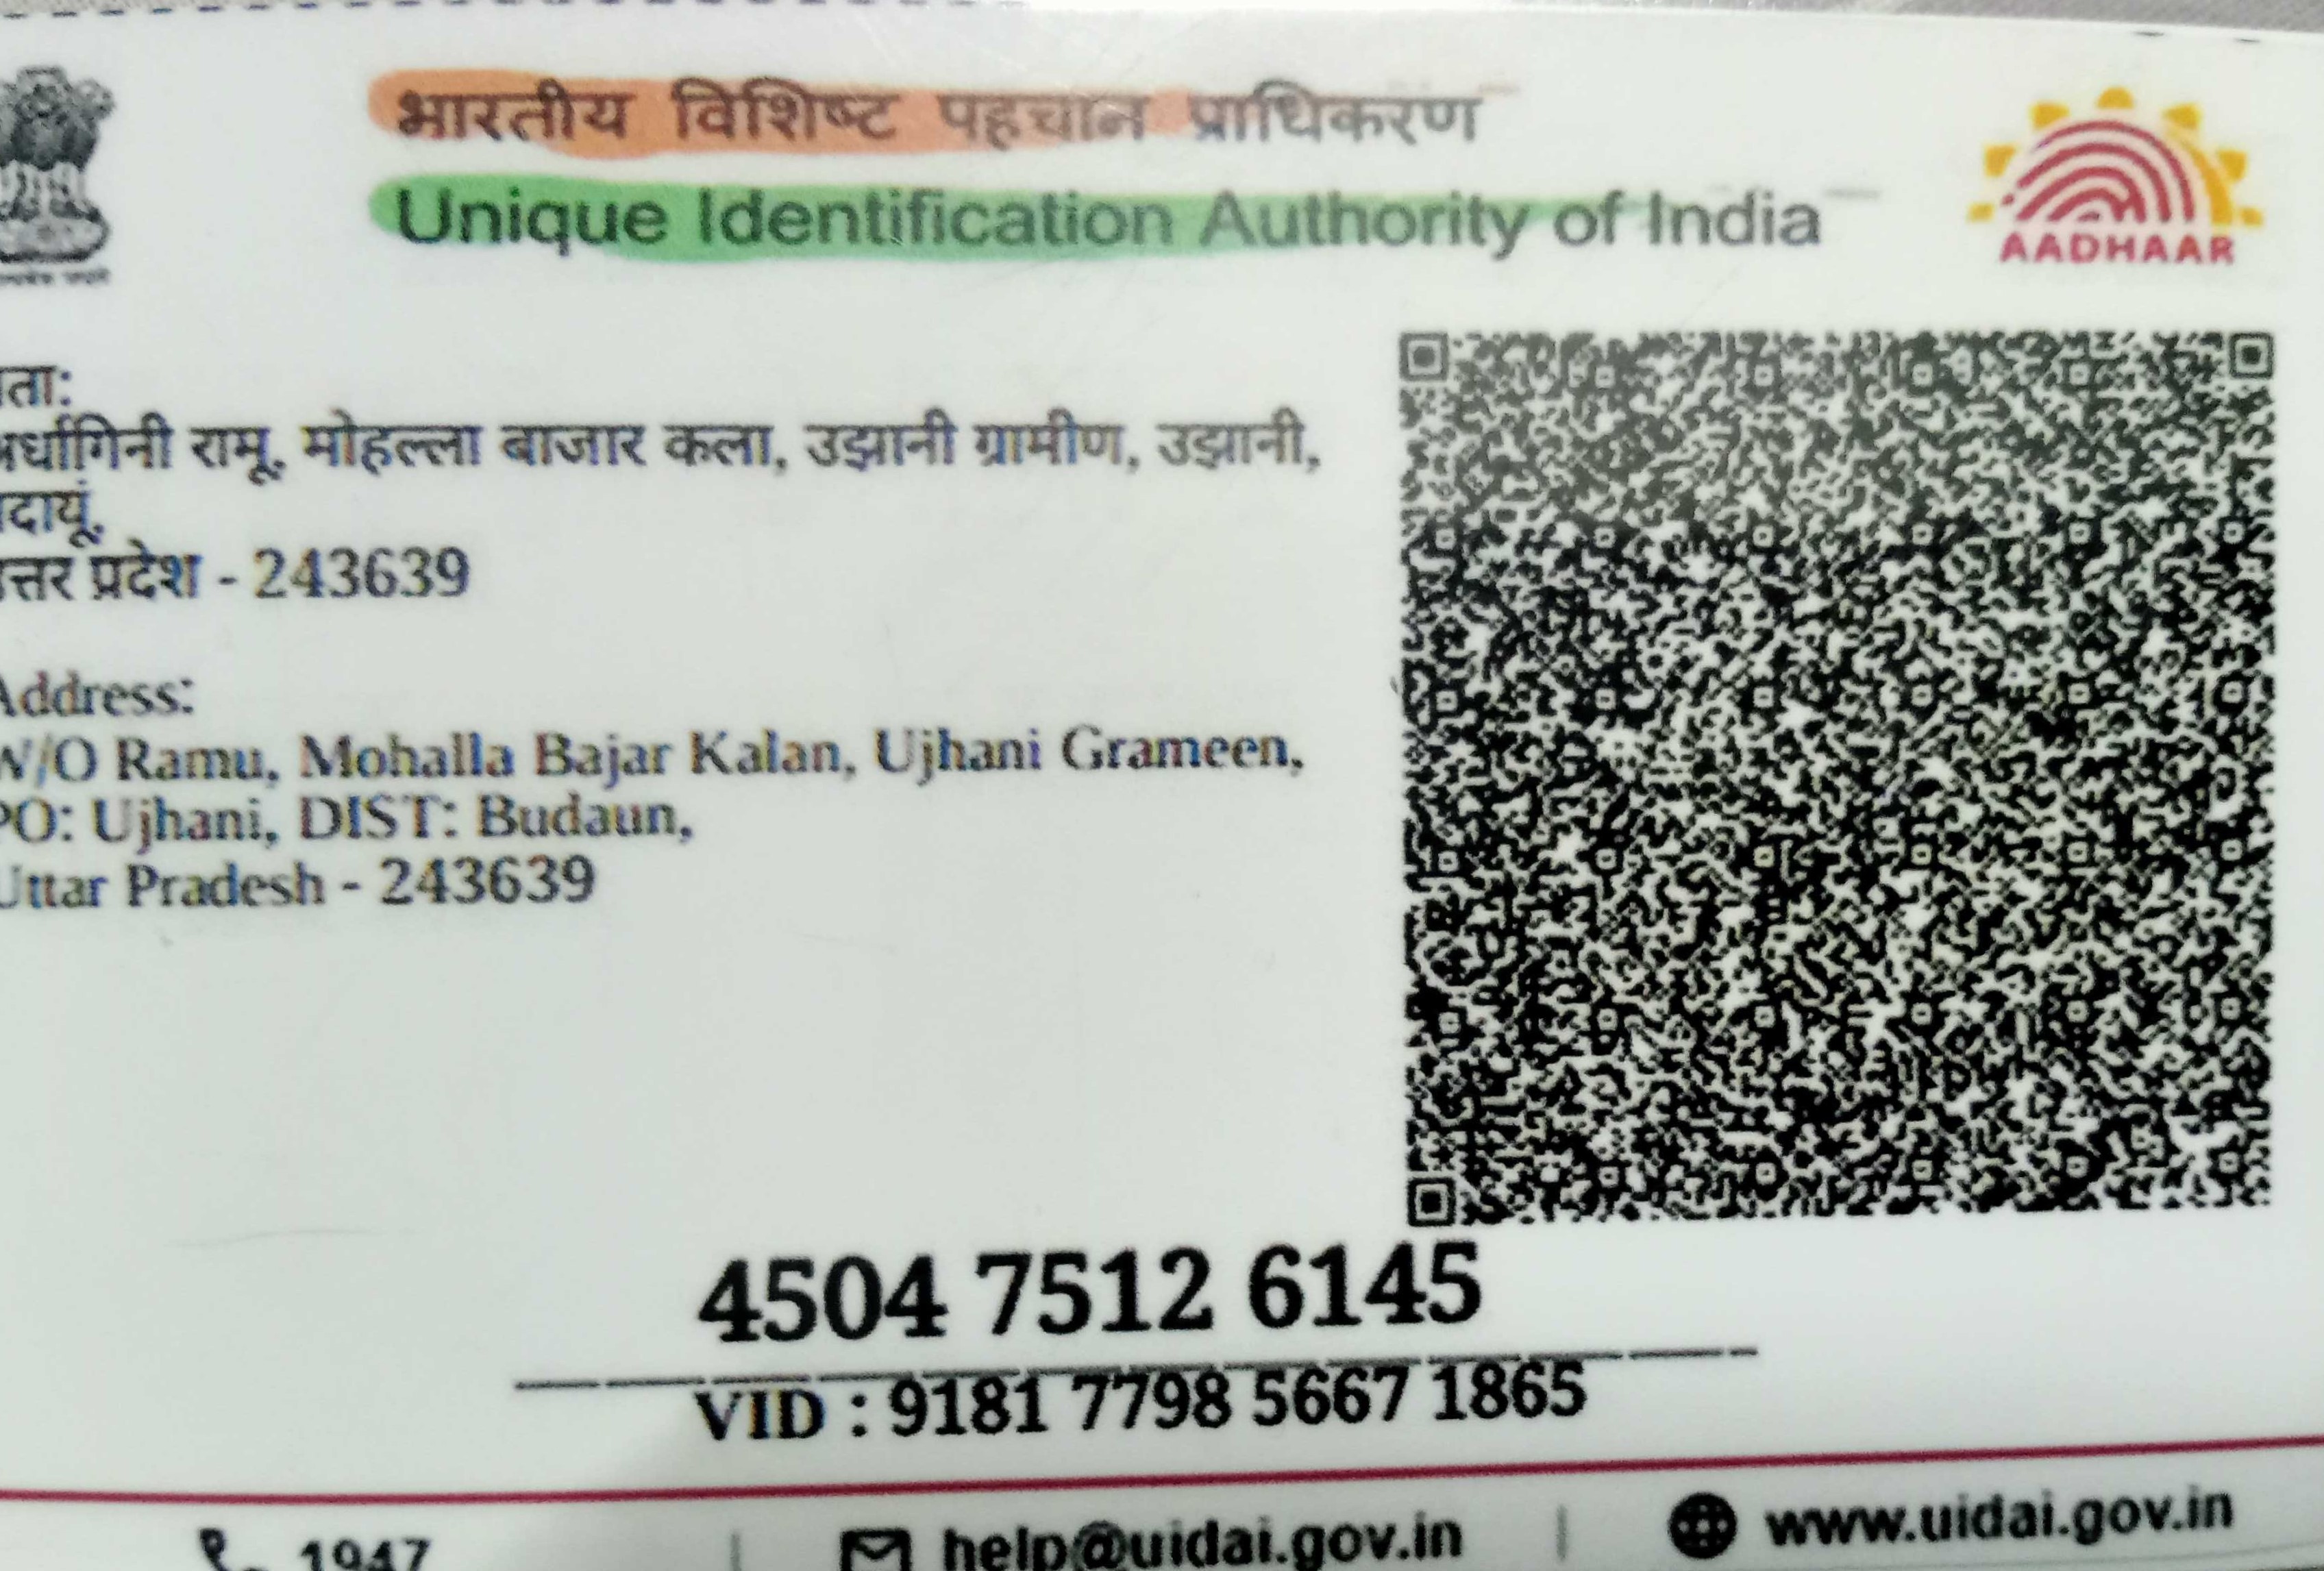 भारतीय विशिष्ट पहचान प्राधिकरण
Unique Identification Authority of India
AADHAAR
रामू, मोहल्ला बाजार कला, उझानी ग्रामीण, उझानी,
प्रदेश - 243639
Address:
W/O Ramu, Mohalla Bajar Kalan, Ujhani Grameen,
PO: Ujhani, DIST: Budaun,
Uttar Pradesh - 243639
4504 7512 6145
VID : 9181 7798 5667 1865
1947 | help@uidai.gov.in | www.uidai.gov.in